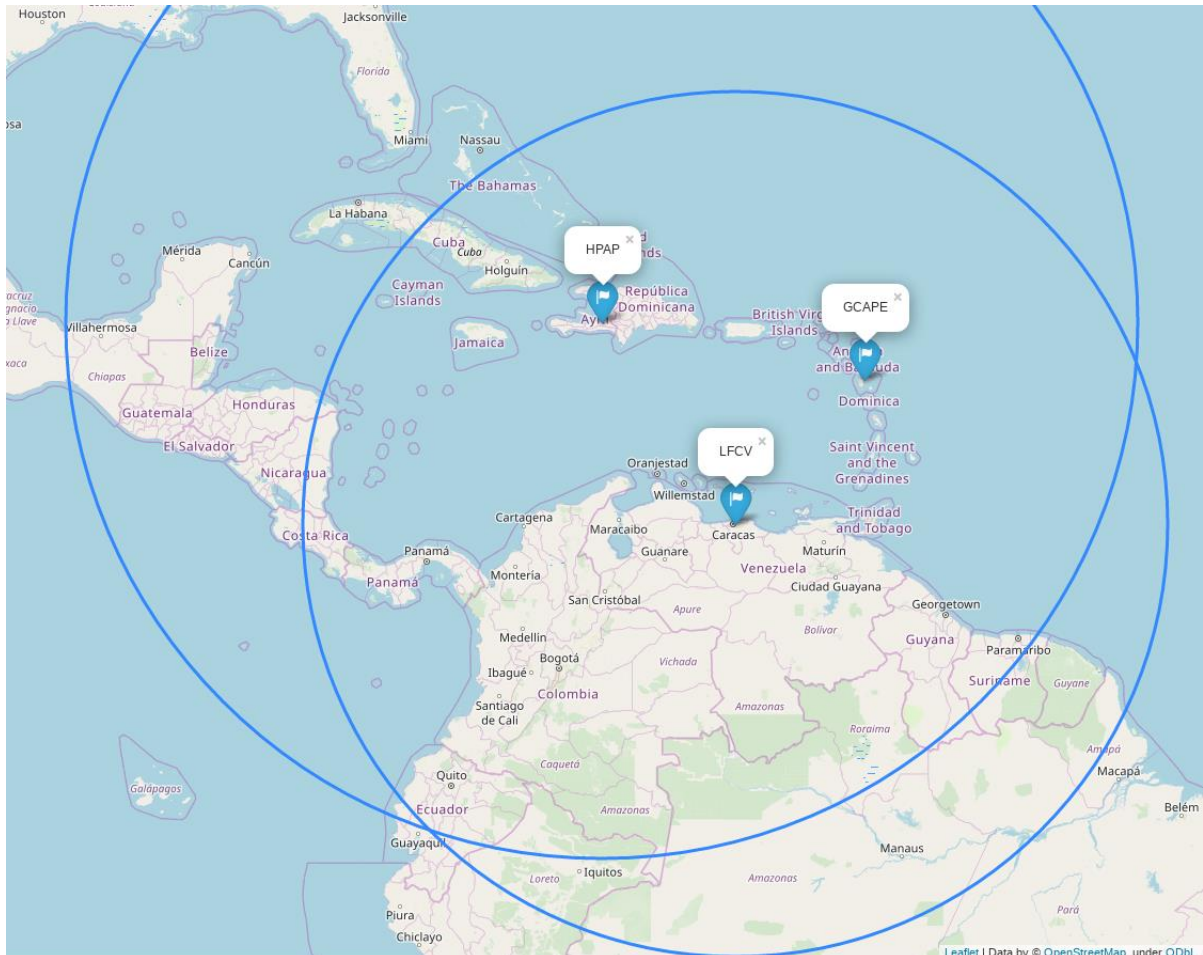 Houston
Jacksonville
Florida
Miami
Nassau
The Bahamas
La Habana
Cuba
Cuba
Holguín
Mérida
Cancún
Cayman
Islands
HPAP
×
República
Dominicana
Jamaica
British Virg
Islands
GCAPE
×
and Barbuda
Dominica
Villahermosa
Chiapas
Belize
Guatemala
Honduras
El Salvador
Nicaragua
Costa Rica
Panamá
Panamá
LFCV
×
Oranjestad
Willemstad
Saint Vincent
and the
Grenadines
Trinidad
and Tobago
Cartagena
Maracaibo
Caracas
Guanare
Maturín
Venezuela
Ciudad Guayana
Montería
San Cristóbal
Apure
Bolívar
Georgetown
Guyana
Paramaribo
Suriname
Guyane
Medellín
Bogotá
Ibagué
Vichada
Colombia
Santiago
de Cali
Amazonas
Roraima
Amapá
Macapá
Belém
Galápagos
Quito
Ecuador
Caquetá
Amazonas
Guayaquil
Loreto
Iquitos
Manaus
Amazonas
Pará
Piura
Chiclayo
Leaflet | Data by © OpenStreetMap, under ODbL